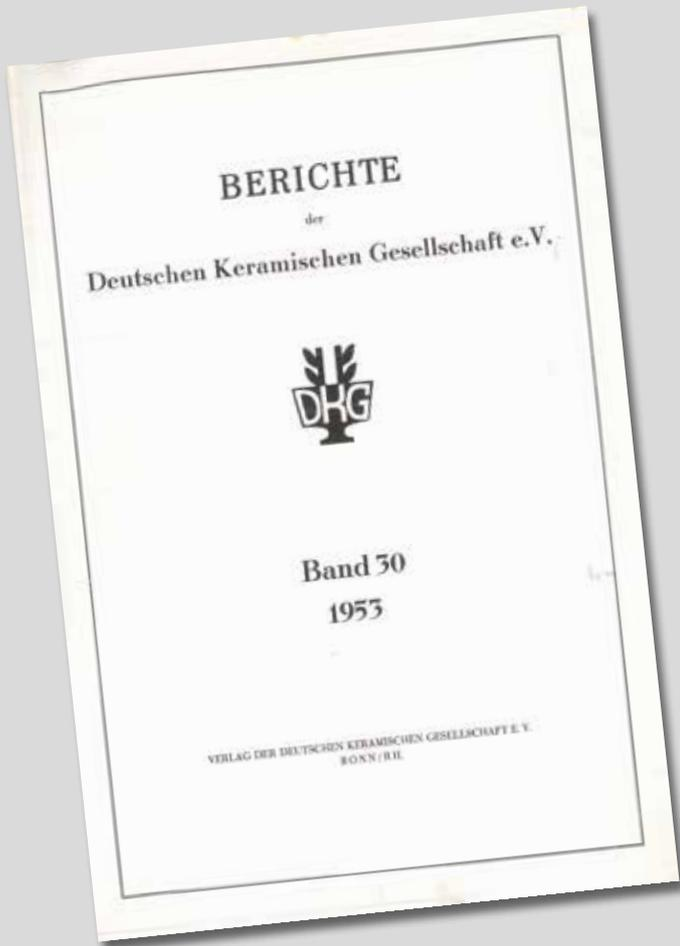 BERICHTE
der
Deutschen Keramischen Gesellschaft e.V.
DKG
Band 30
1953
VERLAG DER DEUTSCHEN KERAMISCHEN GESELLSCHAFT E. V.
BONN/RH.